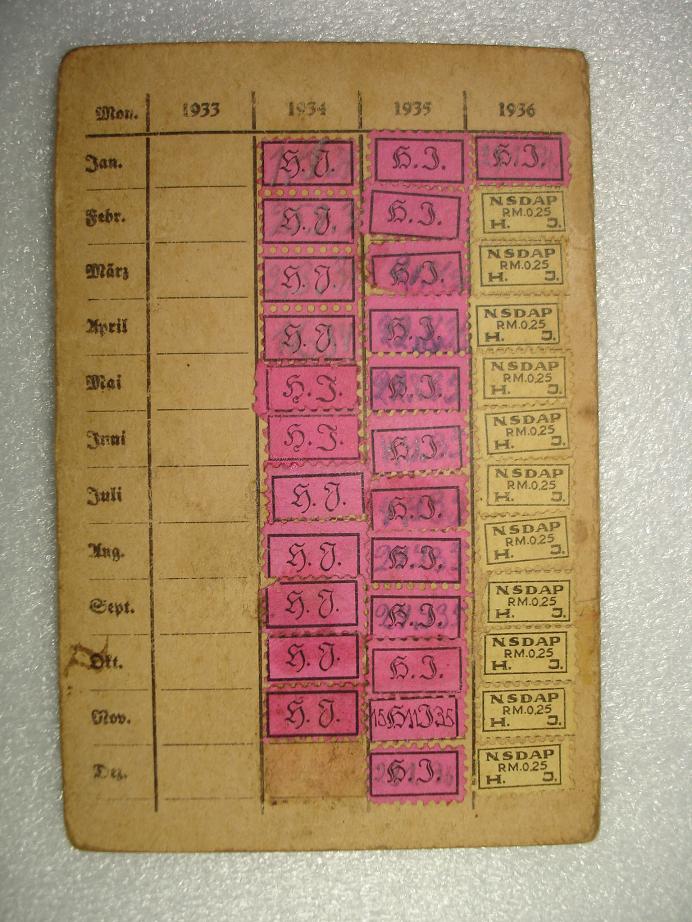 Mon. 1933 1934 1935 1936
Jan. H. J. H. J. H. J.
Febr. H. J. H. J. NSDAP RM.0,25 H. J.
März H. J. H. J. NSDAP RM.0,25 H. J.
April H. J. H. J. NSDAP RM.0,25 H. J.
Mai H. J. H. J. NSDAP RM.0,25 H. J.
Juni H. J. H. J. NSDAP RM.0,25 H. J.
Juli H. J. H. J. NSDAP RM.0,25 H. J.
Aug. H. J. H. J. NSDAP RM.0,25 H. J.
Sept. H. J. H. J. NSDAP RM.0,25 H. J.
Okt. H. J. H. J. NSDAP RM.0,25 H. J.
Nov. H. J. H. J. NSDAP RM.0,25 H. J.
Dez. H. J. NSDAP RM.0,25 H. J.